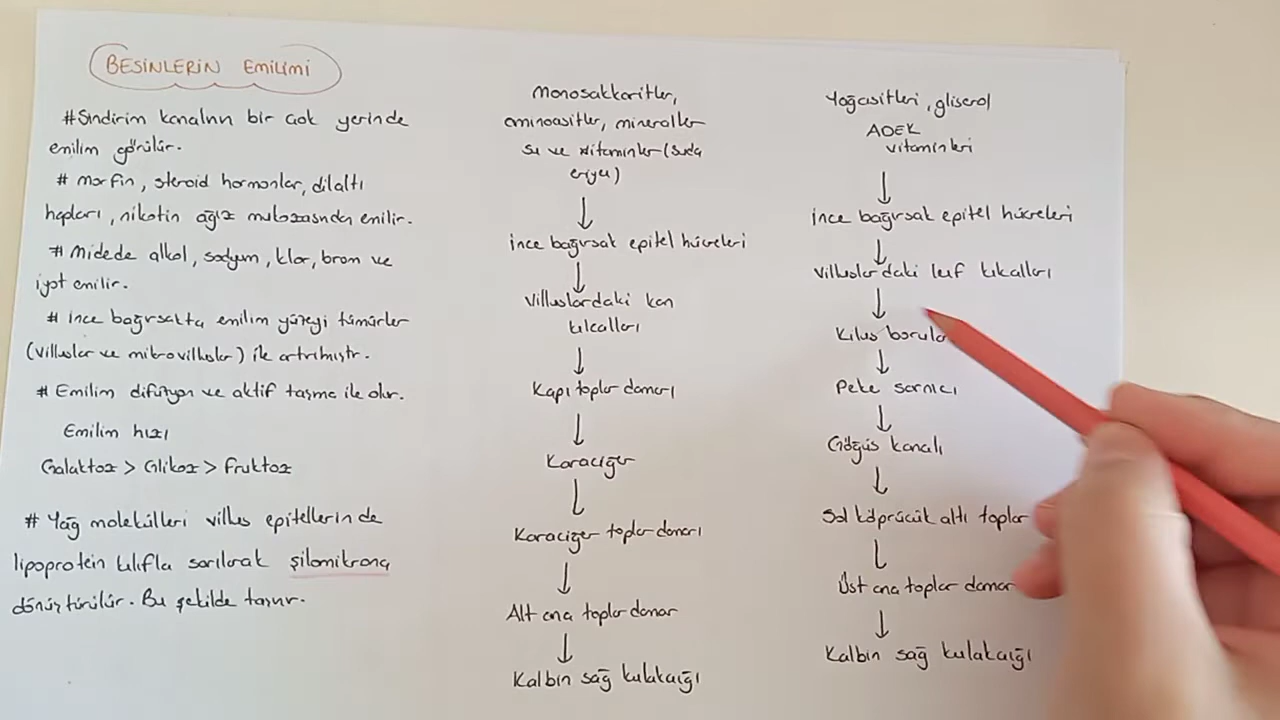 BESİNLERİN EMİLİMİ
#Sindirim kanalının bir çok yerinde
emilim görülür.
# Morfin, steroid hormonlar, dilaltı
hapları, nikotin ağız mukozasında emilir.
# Midede alkol, sodyum, klor, brom ve
iyot emilir.
# İnce bağırsakta emilim yüzeyi tümürler
(villuslar ve mikrovilluslar) ile artırılmıştır.
# Emilim difüzyon ve aktif taşıma ile olur.
Emilim hızı
Galaktoz > Glikoz > Fruktoz
# Yağ molekülleri villus epitellerinde
lipoprotein kılıfla sarılarak şilomikrona
dönüştürülür. Bu şekilde taşınır.
Monosakkaritler,
aminoasitler, mineraller
su ve vitaminler (suda
eriyen)
↓
İnce bağırsak epitel hücreleri
↓
Villuslardaki kan
kılcalları
↓
Kapı toplar damarı
↓
Karaciğer
↓
Karaciğer toplar damarı
↓
Alt ana toplar damar
↓
Kalbin sağ kulakçığı
Yağasitleri, gliserol
ADEK
vitaminleri
↓
İnce bağırsak epitel hücreleri
↓
Villuslardaki lenf kılcalları
↓
Kilus
↓
Peke sarnıcı
↓
Göğüs kanalı
↓
Sol köprücük altı toplar
↓
Üst ana toplar damar
↓
Kalbin sağ kulakçığı